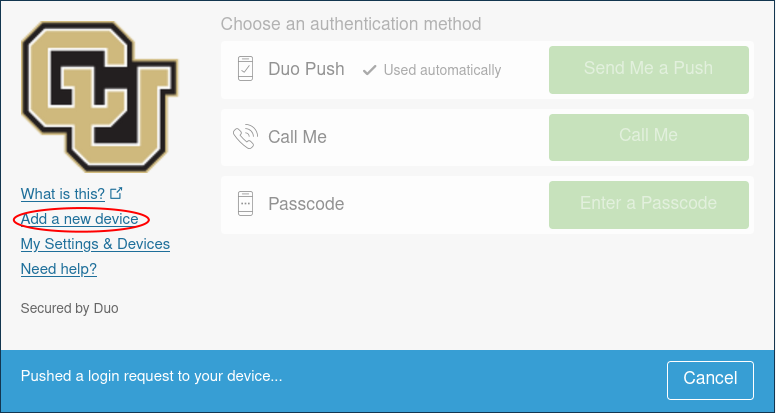 CU
What is this?
Add a new device
My Settings & Devices
Need help?
Secured by Duo
Choose an authentication method
Duo Push Used automatically Send Me a Push
Call Me Call Me
Passcode Enter a Passcode
Pushed a login request to your device... Cancel